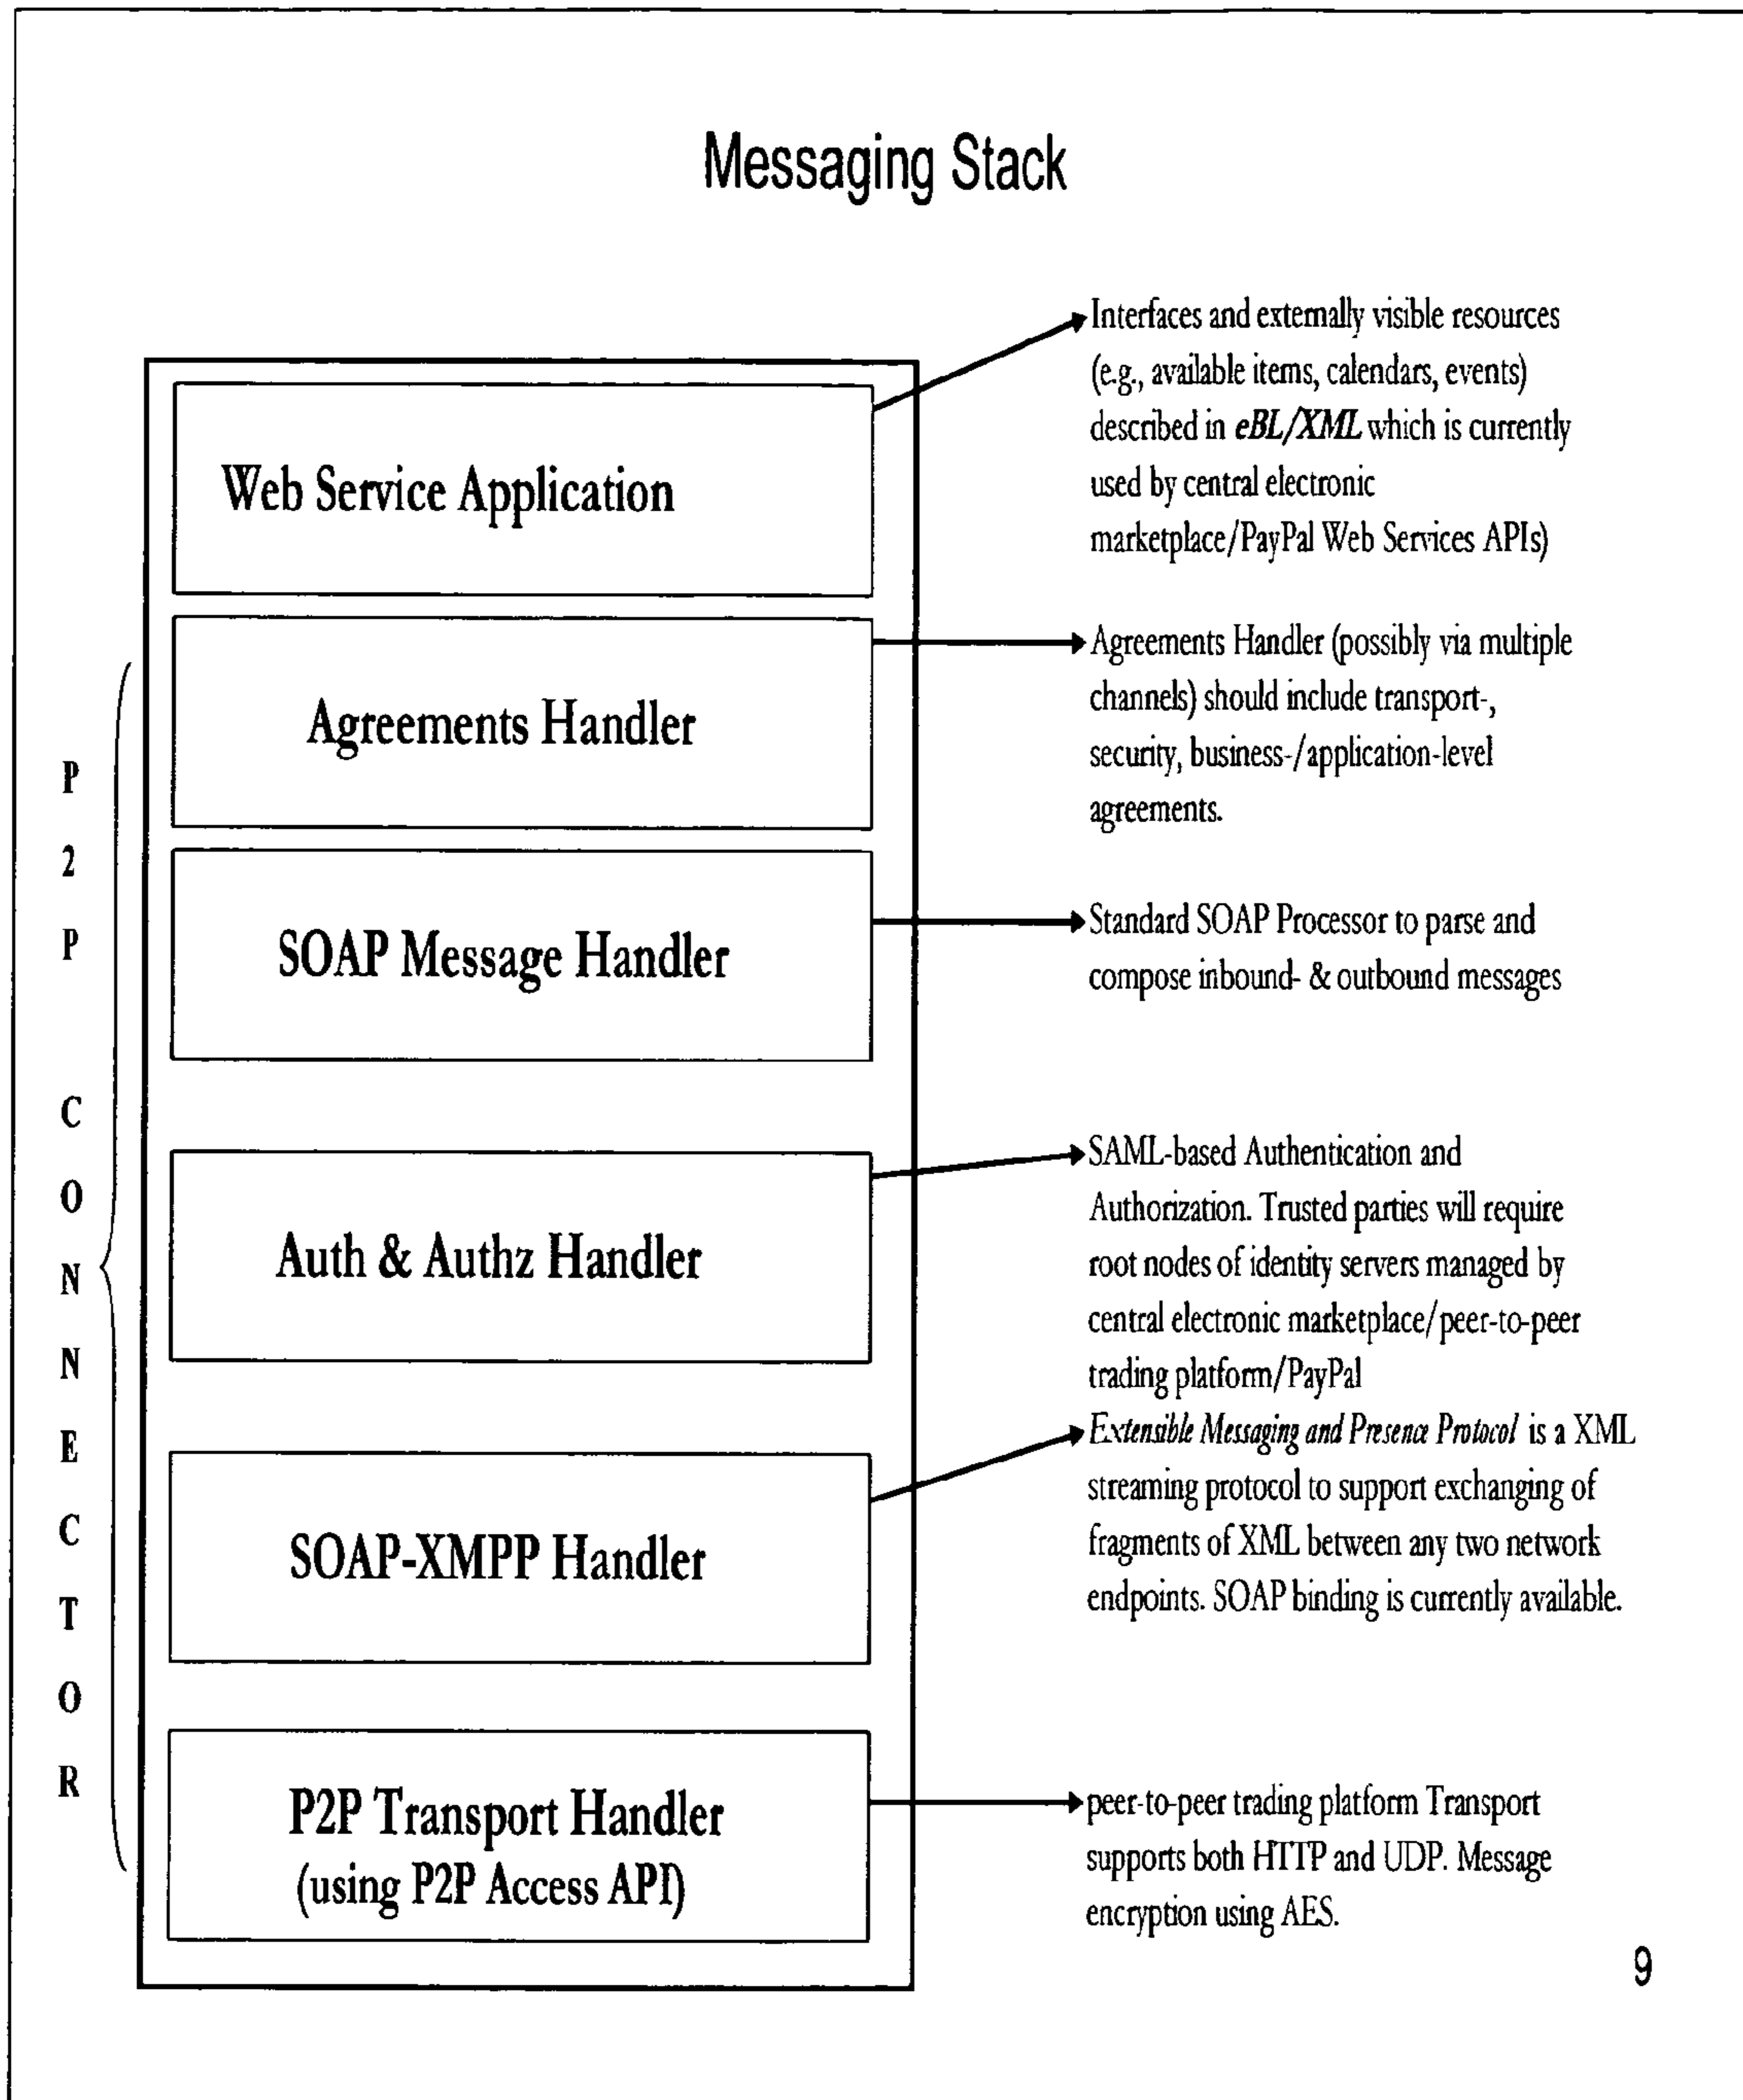 Messaging Stack
Web Service Application
Interfaces and externally visible resources
(e.g., available items, calendars, events)
described in eBL/XML which is currently
used by central electronic
marketplace/PayPal Web Services APIs)
Agreements Handler
Agreements Handler (possibly via multiple
channels) should include transport-,
security, business-/application-level
agreements.
SOAP Message Handler
Standard SOAP Processor to parse and
compose inbound- & outbound messages
Auth & Authz Handler
SAML-based Authentication and
Authorization. Trusted parties will require
root nodes of identity servers managed by
central electronic marketplace/peer-to-peer
trading platform/PayPal
SOAP-XMPP Handler
Extensible Messaging and Presence Protocol is a XML
streaming protocol to support exchanging of
fragments of XML between any two network
endpoints. SOAP binding is currently available.
P2P Transport Handler
(using P2P Access API)
peer-to-peer trading platform Transport
supports both HTTP and UDP. Message
encryption using AES.
P2P CONNECTOR
9